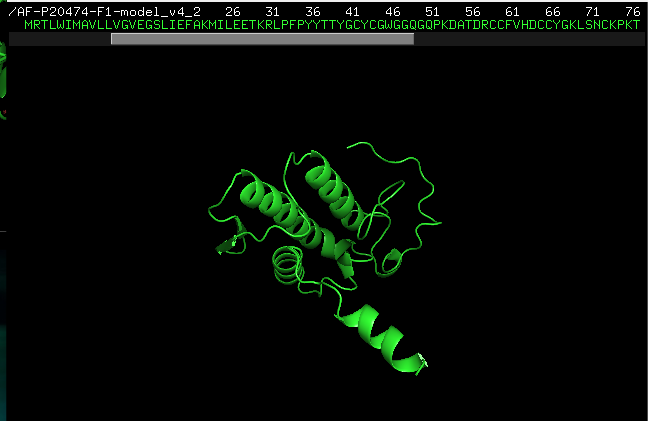 /AF-P20474-F1-model_v4_2 26 31 36 41 46 51 56 61 66 71 76
MRTLWIMAVLLVGVEGSLIEFAKMILEETKRLPFPYYTTYGCYCGWGGQGQPKDATDRCCFVHDCCYGKLSNCKPKT